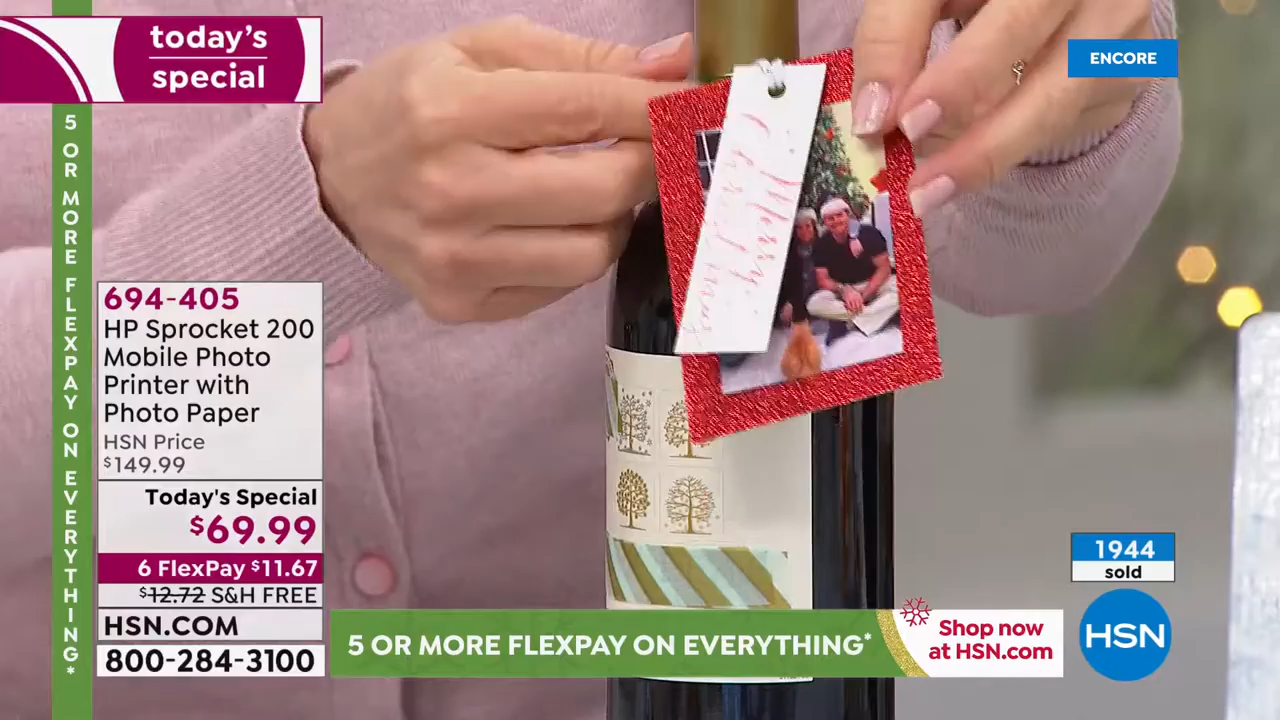 today's
special
5 OR MORE FLEXPAY ON EVERYTHING*
694-405
HP Sprocket 200
Mobile Photo
Printer with
Photo Paper
HSN Price
$149.99
Today's Special
$69.99
6 FlexPay $11.67
$12.72 S&H FREE
HSN.COM
800-284-3100
Merry
Christmas
ENCORE
1944
sold
5 OR MORE FLEXPAY ON EVERYTHING*
Shop now
at HSN.com
HSN